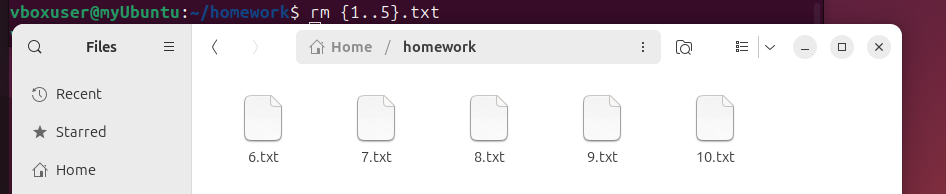 vboxuser@myUbuntu:~/homework$ rm {1..5}.txt
Files
Home / homework
Recent
Starred
Home
6.txt
7.txt
8.txt
9.txt
10.txt